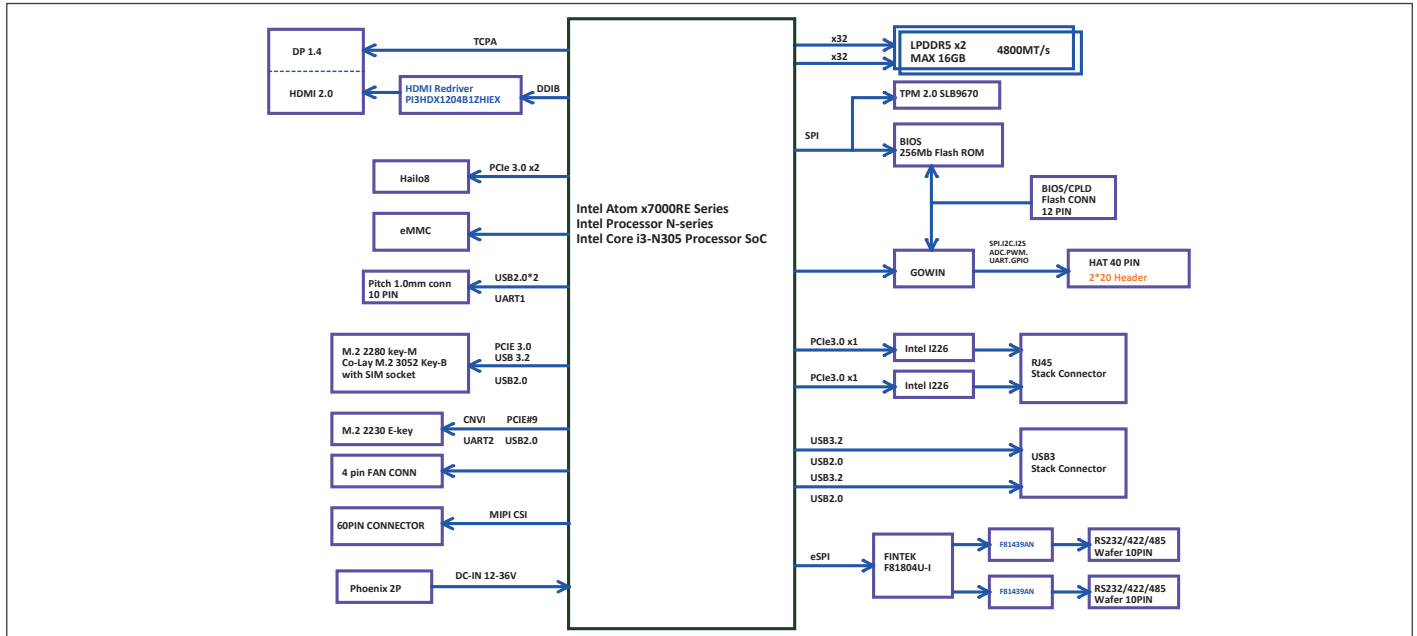 DP 1.4
HDMI 2.0
TCPA
HDMI Redriver
PI3HDX1204B1ZHIEX
DDIB
Hailo8
PCIe 3.0 x2
eMMC
Pitch 1.0mm conn
10 PIN
USB2.0*2
UART1
M.2 2280 key-M
Co-Lay M.2 3052 Key-B
with SIM socket
PCIE 3.0
USB 3.2
USB2.0
M.2 2230 E-key
CNVI PCIE#9
UART2 USB2.0
4 pin FAN CONN
60PIN CONNECTOR
MIPI CSI
Phoenix 2P
DC-IN 12-36V
Intel Atom x7000RE Series
Intel Processor N-series
Intel Core i3-N305 Processor SoC
x32
x32
LPDDR5 x2 4800MT/s
MAX 16GB
TPM 2.0 SLB9670
SPI
BIOS
256Mb Flash ROM
BIOS/CPLD
Flash CONN
12 PIN
GOWIN
SPI.I2C.I2S
ADC.PWM.
UART.GPIO
HAT 40 PIN
2*20 Header
PCIe3.0 x1
Intel I226
PCIe3.0 x1
Intel I226
RJ45
Stack Connector
USB3.2
USB2.0
USB3.2
USB2.0
USB3
Stack Connector
eSPI
FINTEK
F81804U-I
F81439AN
RS232/422/485
Wafer 10PIN
F81439AN
RS232/422/485
Wafer 10PIN